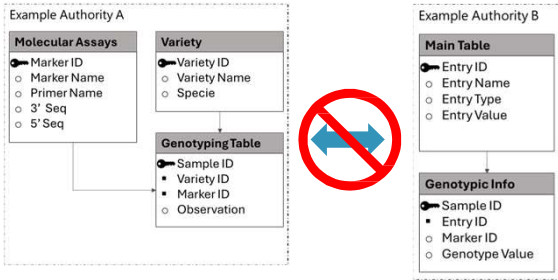 Example Authority A
Molecular Assays
Marker ID
Marker Name
Primer Name
3' Seq
5' Seq
Variety
Variety ID
Variety Name
Specie
Genotyping Table
Sample ID
Variety ID
Marker ID
Observation
Example Authority B
Main Table
Entry ID
Entry Name
Entry Type
Entry Value
Genotypic Info
Sample ID
Entry ID
Marker ID
Genotype Value